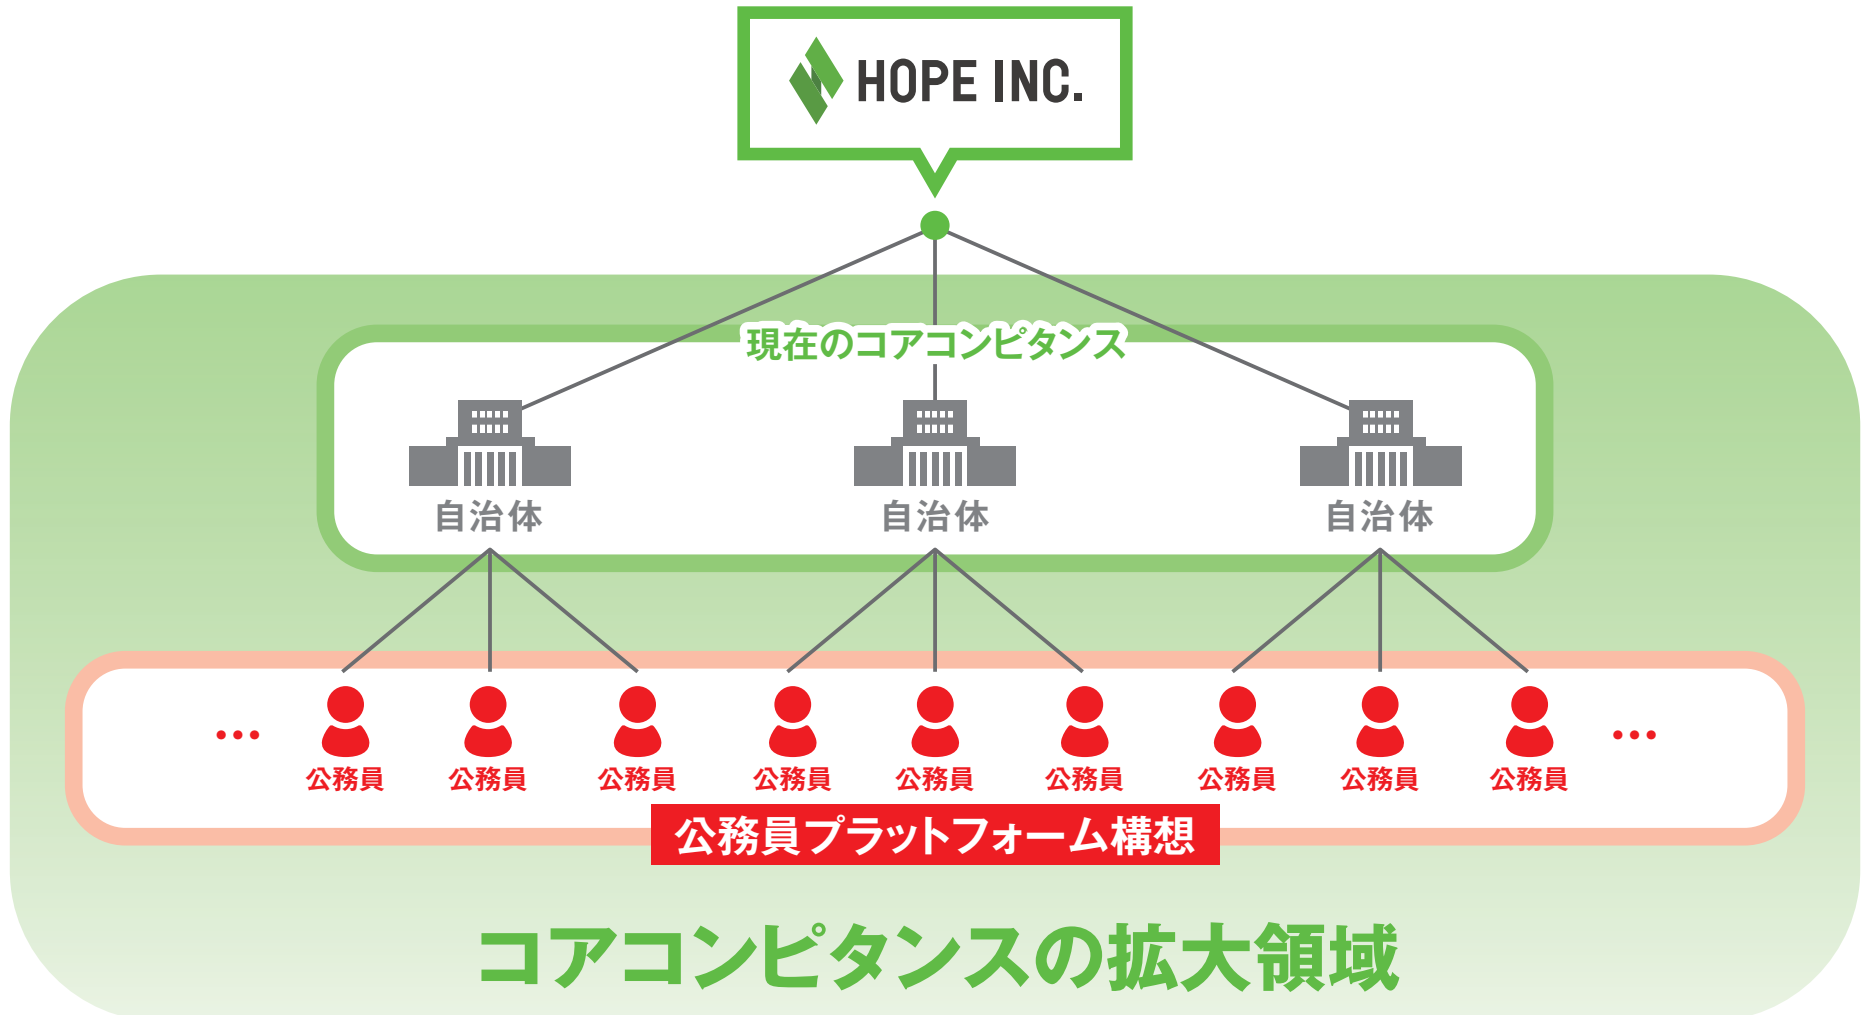 HOPE INC.
現在のコアコンピタンス
自治体 自治体 自治体
… 公務員 公務員 公務員 公務員 公務員 公務員 公務員 公務員 公務員 …
公務員プラットフォーム構想
コアコンピタンスの拡大領域